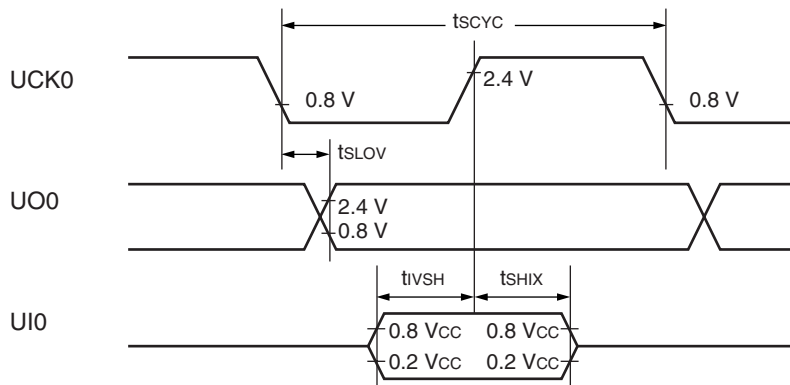 tSCYC
UCK0
2.4 V
0.8 V
0.8 V
tSLOV
UO0
2.4 V
0.8 V
tIVSH
tSHIX
UI0
0.8 VCC
0.8 VCC
0.2 VCC
0.2 VCC